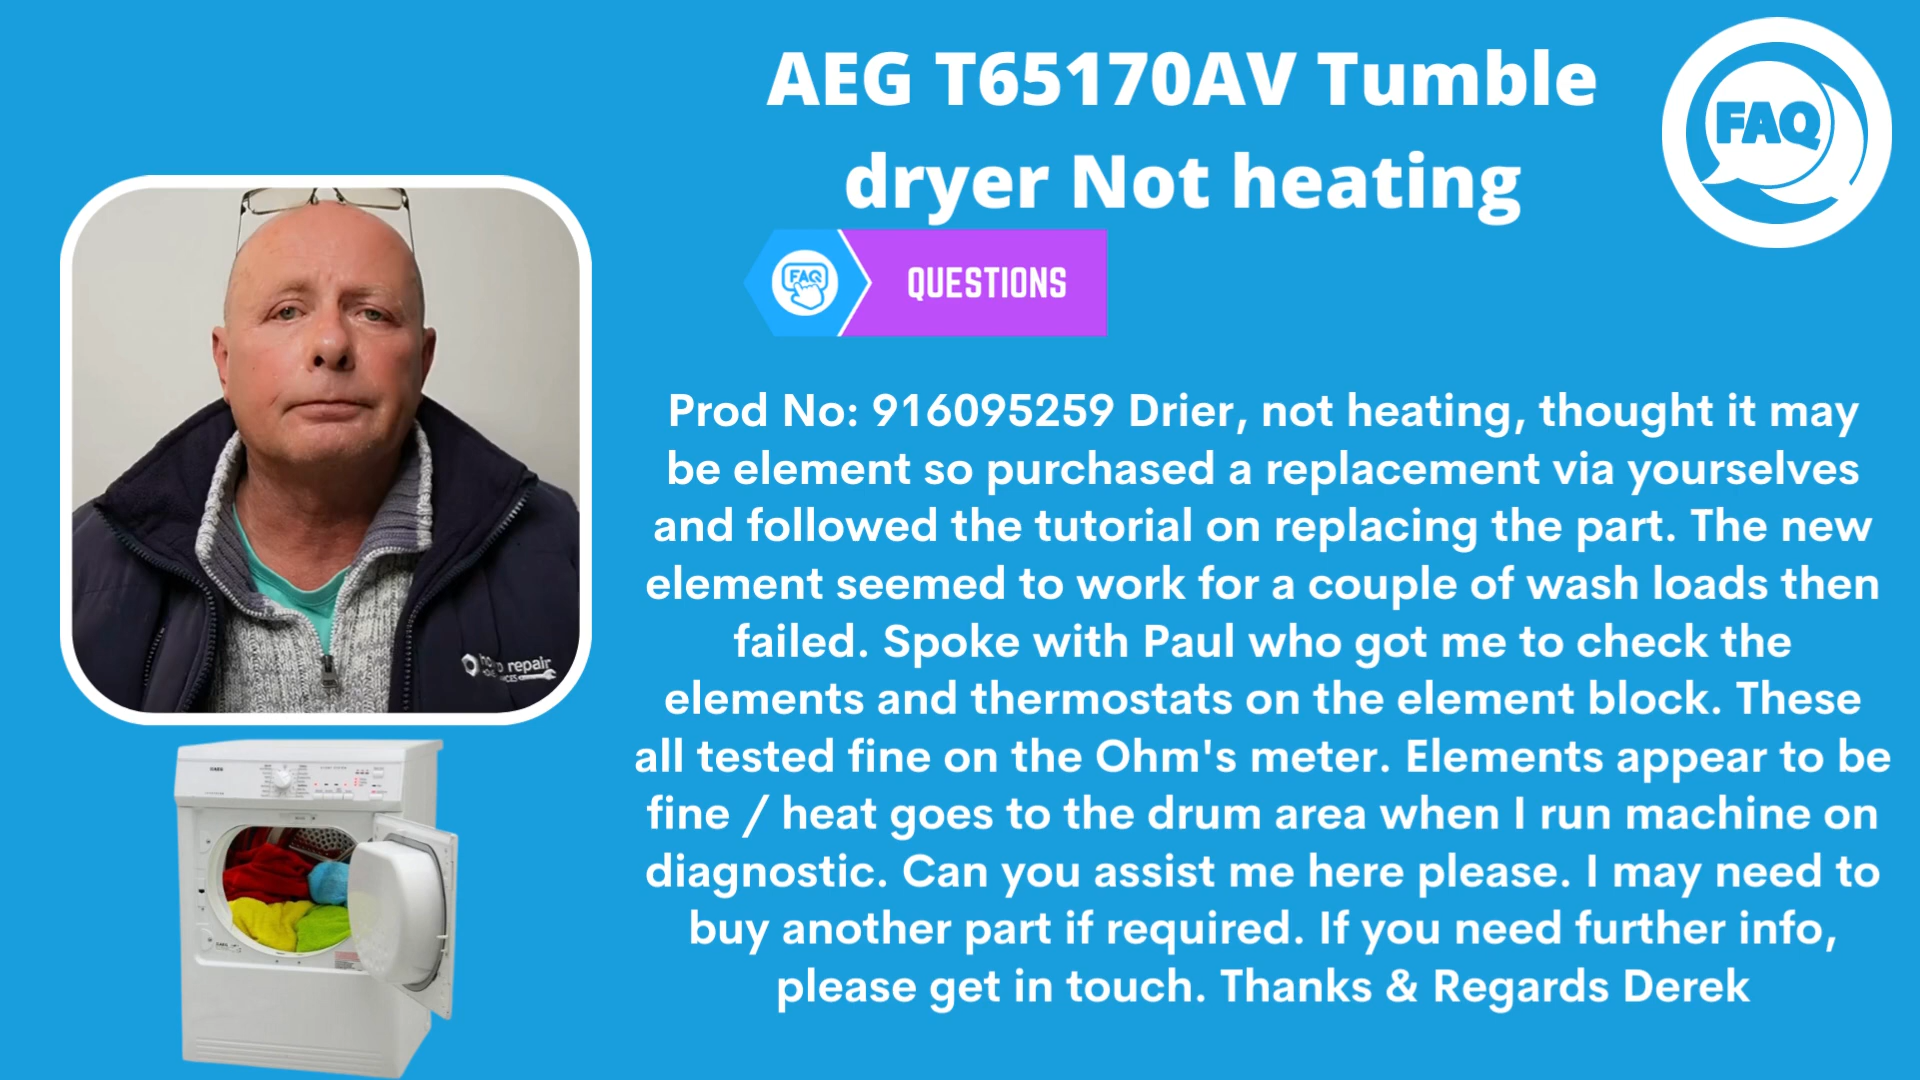 AEG T65170AV Tumble
dryer Not heating
FAQ
FAQ
QUESTIONS
Prod No: 916095259 Drier, not heating, thought it may
be element so purchased a replacement via yourselves
and followed the tutorial on replacing the part. The new
element seemed to work for a couple of wash loads then
failed. Spoke with Paul who got me to check the
elements and thermostats on the element block. These
all tested fine on the Ohm's meter. Elements appear to be
fine / heat goes to the drum area when I run machine on
diagnostic. Can you assist me here please. I may need to
buy another part if required. If you need further info,
please get in touch. Thanks & Regards Derek
repair
AEG